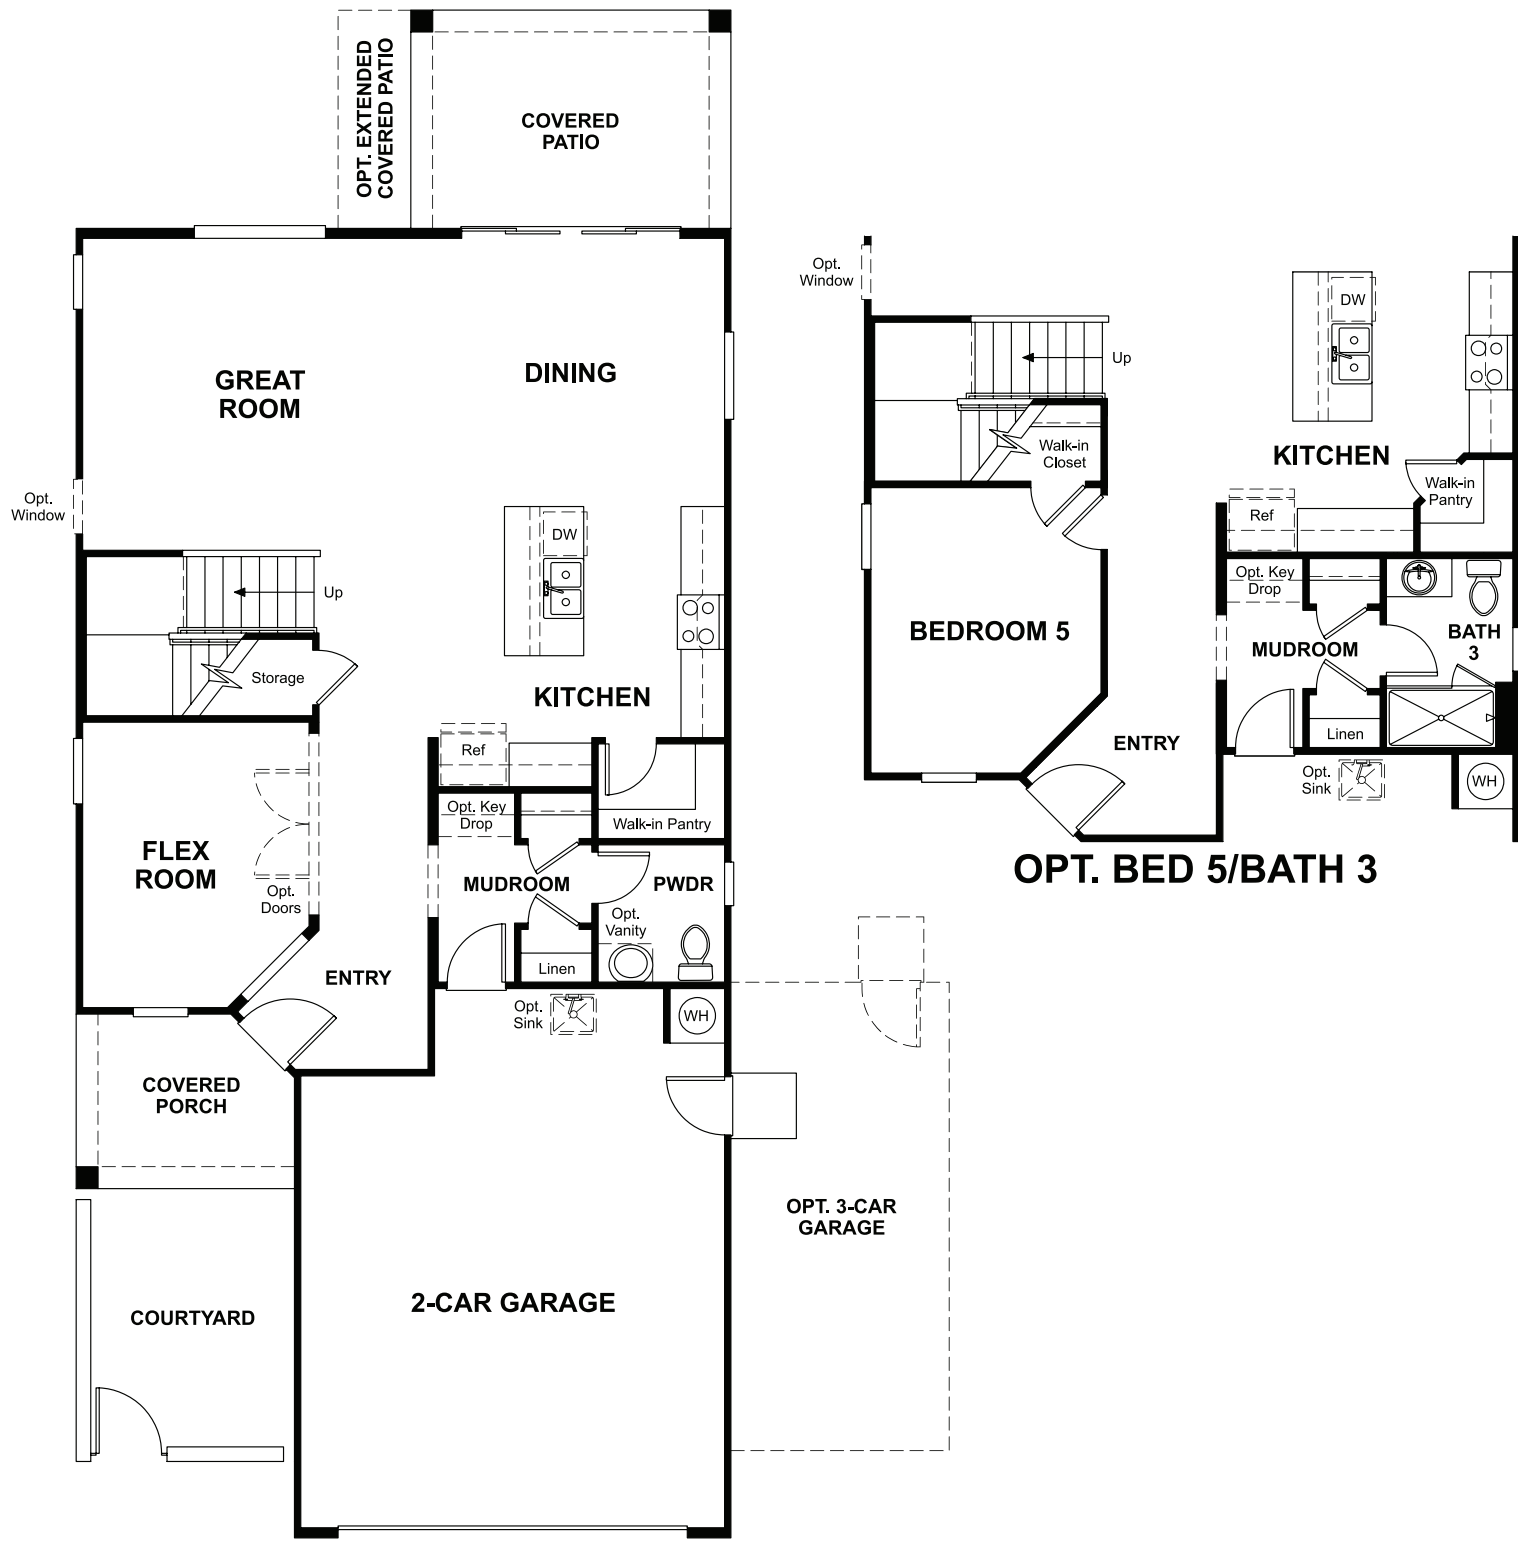 OPT. EXTENDED
COVERED PATIO
COVERED
PATIO
GREAT
ROOM
DINING
Opt.
Window
DW
Up
Storage
KITCHEN
Ref
Opt. Key
Drop
Walk-in Pantry
FLEX
ROOM
Opt.
Doors
MUDROOM
PWDR
Opt.
Vanity
Linen
ENTRY
Opt.
Sink
WH
COVERED
PORCH
OPT. 3-CAR
GARAGE
2-CAR GARAGE
COURTYARD
Opt.
Window
DW
Up
Walk-in
Closet
KITCHEN
Walk-in
Pantry
Ref
Opt. Key
Drop
BEDROOM 5
MUDROOM
BATH
3
Linen
ENTRY
Opt.
Sink
WH
OPT. BED 5/BATH 3